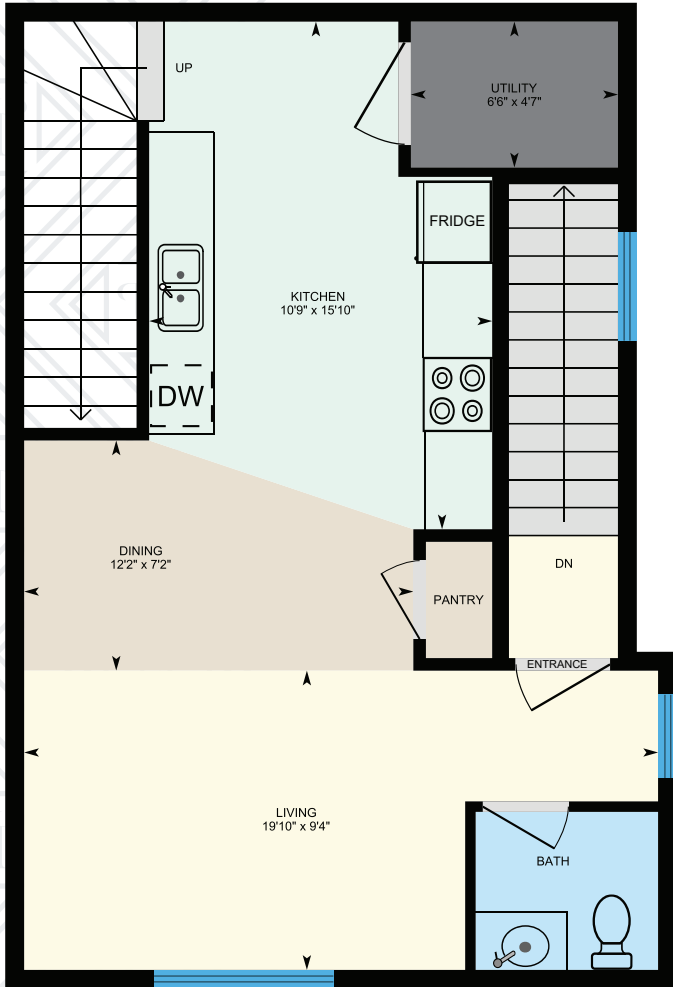 UP
UTILITY
6'6" x 4'7"
FRIDGE
KITCHEN
10'9" x 15'10"
DW
DINING
12'2" x 7'2"
DN
PANTRY
ENTRANCE
LIVING
19'10" x 9'4"
BATH